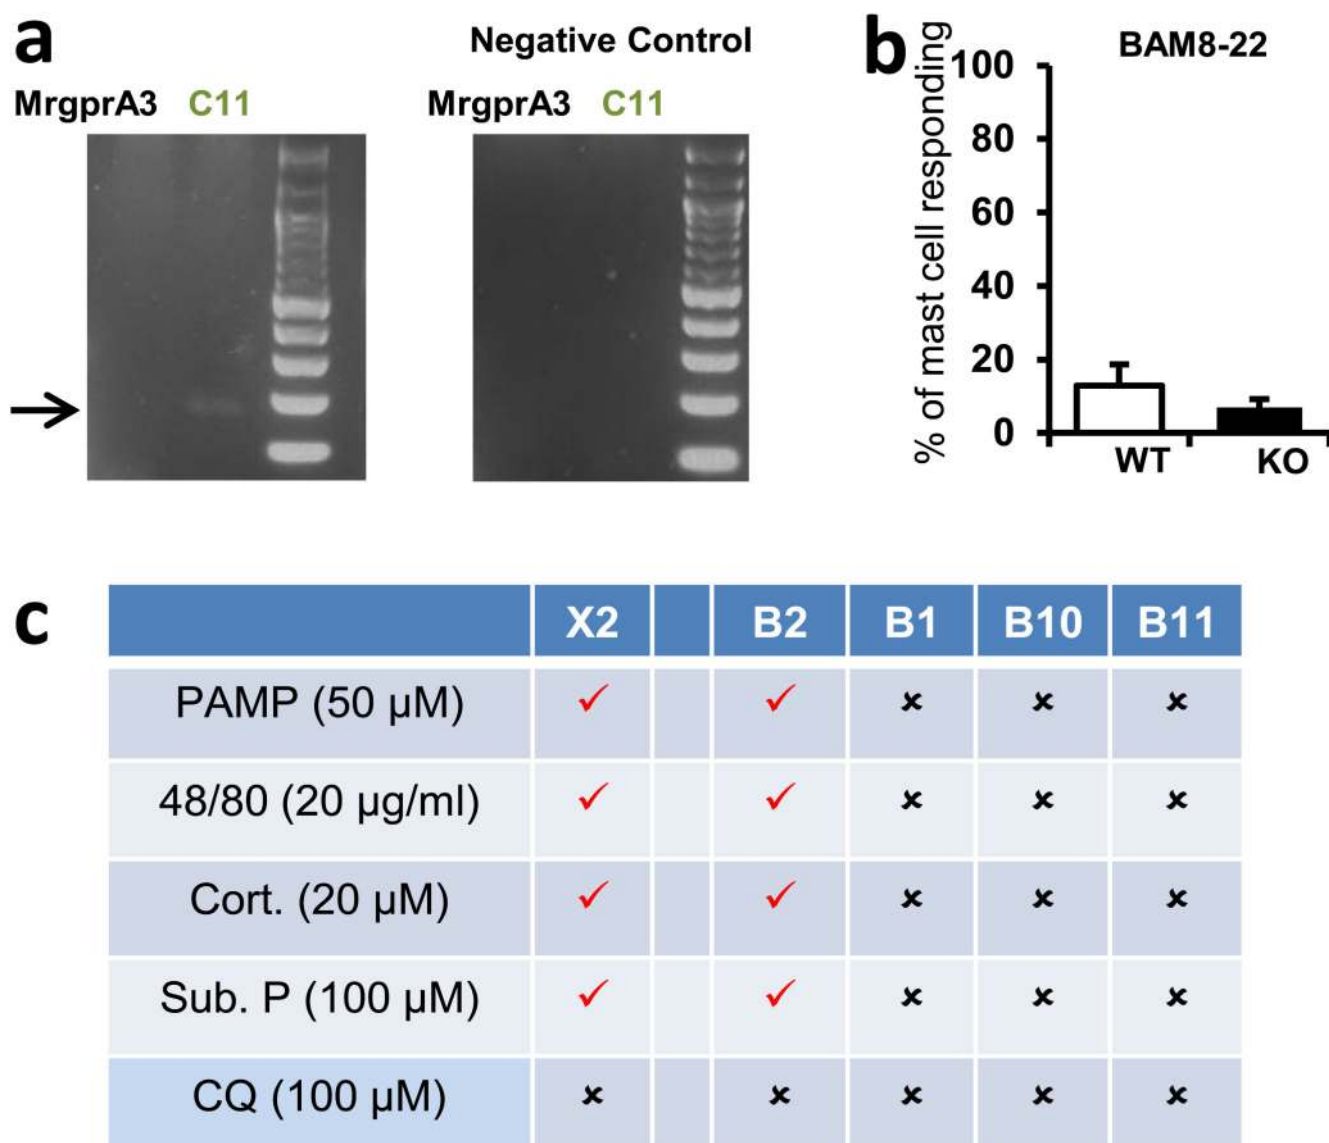 a
Negative Control
MrgprA3 C11
MrgprA3 C11
b
BAM8-22
% of mast cell responding
100
80
60
40
20
0
WT KO
c
X2 B2 B1 B10 B11
PAMP (50 µM) ✓ ✓ × × ×
48/80 (20 µg/ml) ✓ ✓ × × ×
Cort. (20 µM) ✓ ✓ × × ×
Sub. P (100 µM) ✓ ✓ × × ×
CQ (100 µM) × × × × ×